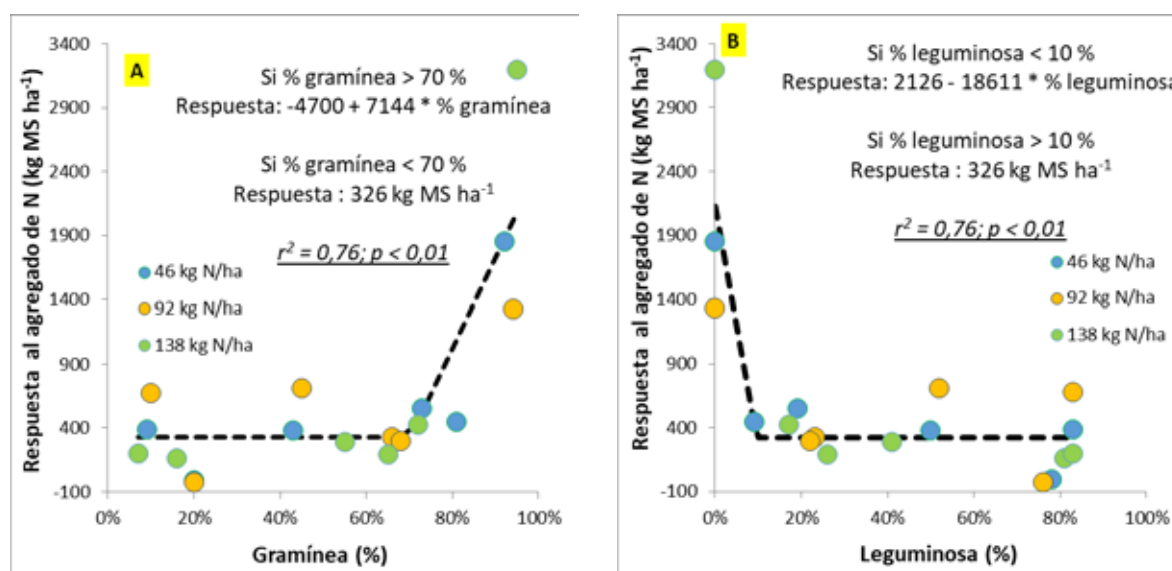 A
Respuesta al agregado de N (kg MS ha⁻¹)
3400
2900
2400
1900
1400
900
400
-100
Si % gramínea > 70 %
Respuesta: -4700 + 7144 * % gramínea
Si % gramínea < 70 %
Respuesta : 326 kg MS ha⁻¹
r² = 0,76; p < 0,01
46 kg N/ha
92 kg N/ha
138 kg N/ha
0% 20% 40% 60% 80% 100%
Gramínea (%)
B
Respuesta al agregado de N (kg MS ha⁻¹)
3400
2900
2400
1900
1400
900
400
-100
Si % leguminosa < 10 %
Respuesta: 2126 - 18611 * % leguminosa
Si % leguminosa > 10 %
Respuesta : 326 kg MS ha⁻¹
r² = 0,76; p < 0,01
46 kg N/ha
92 kg N/ha
138 kg N/ha
0% 20% 40% 60% 80% 100%
Leguminosa (%)